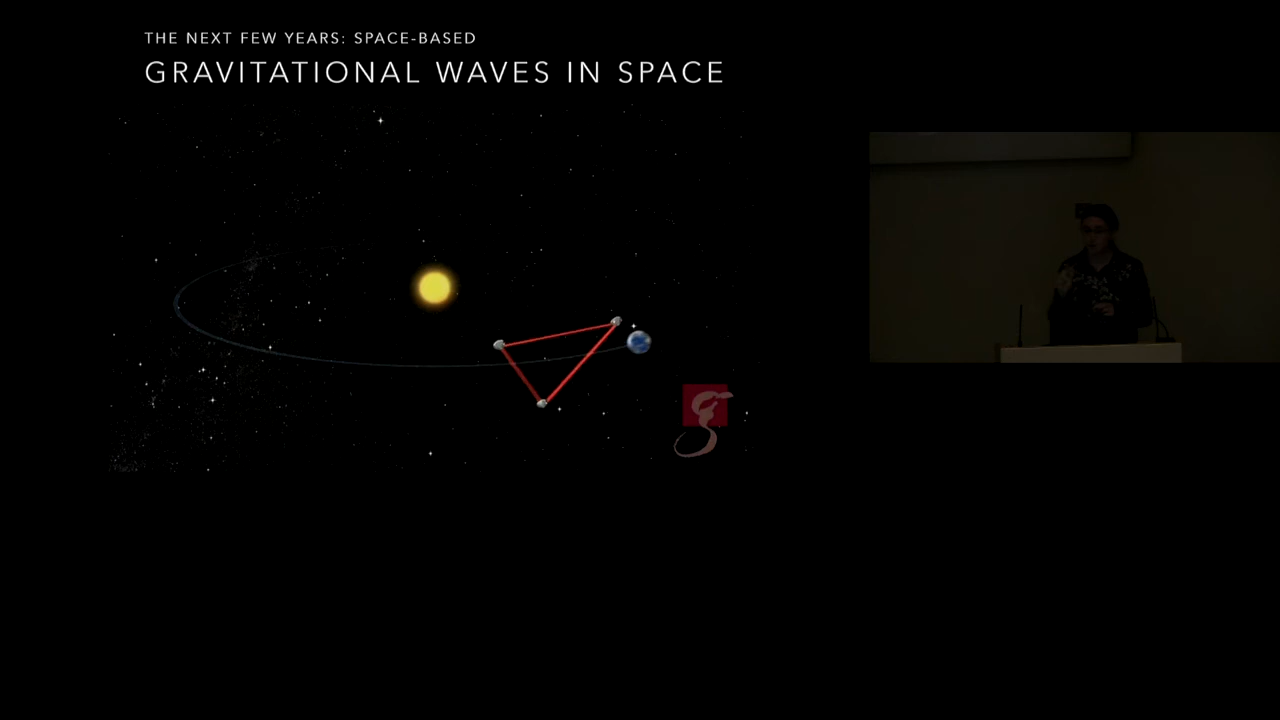 THE NEXT FEW YEARS: SPACE-BASED
GRAVITATIONAL WAVES IN SPACE